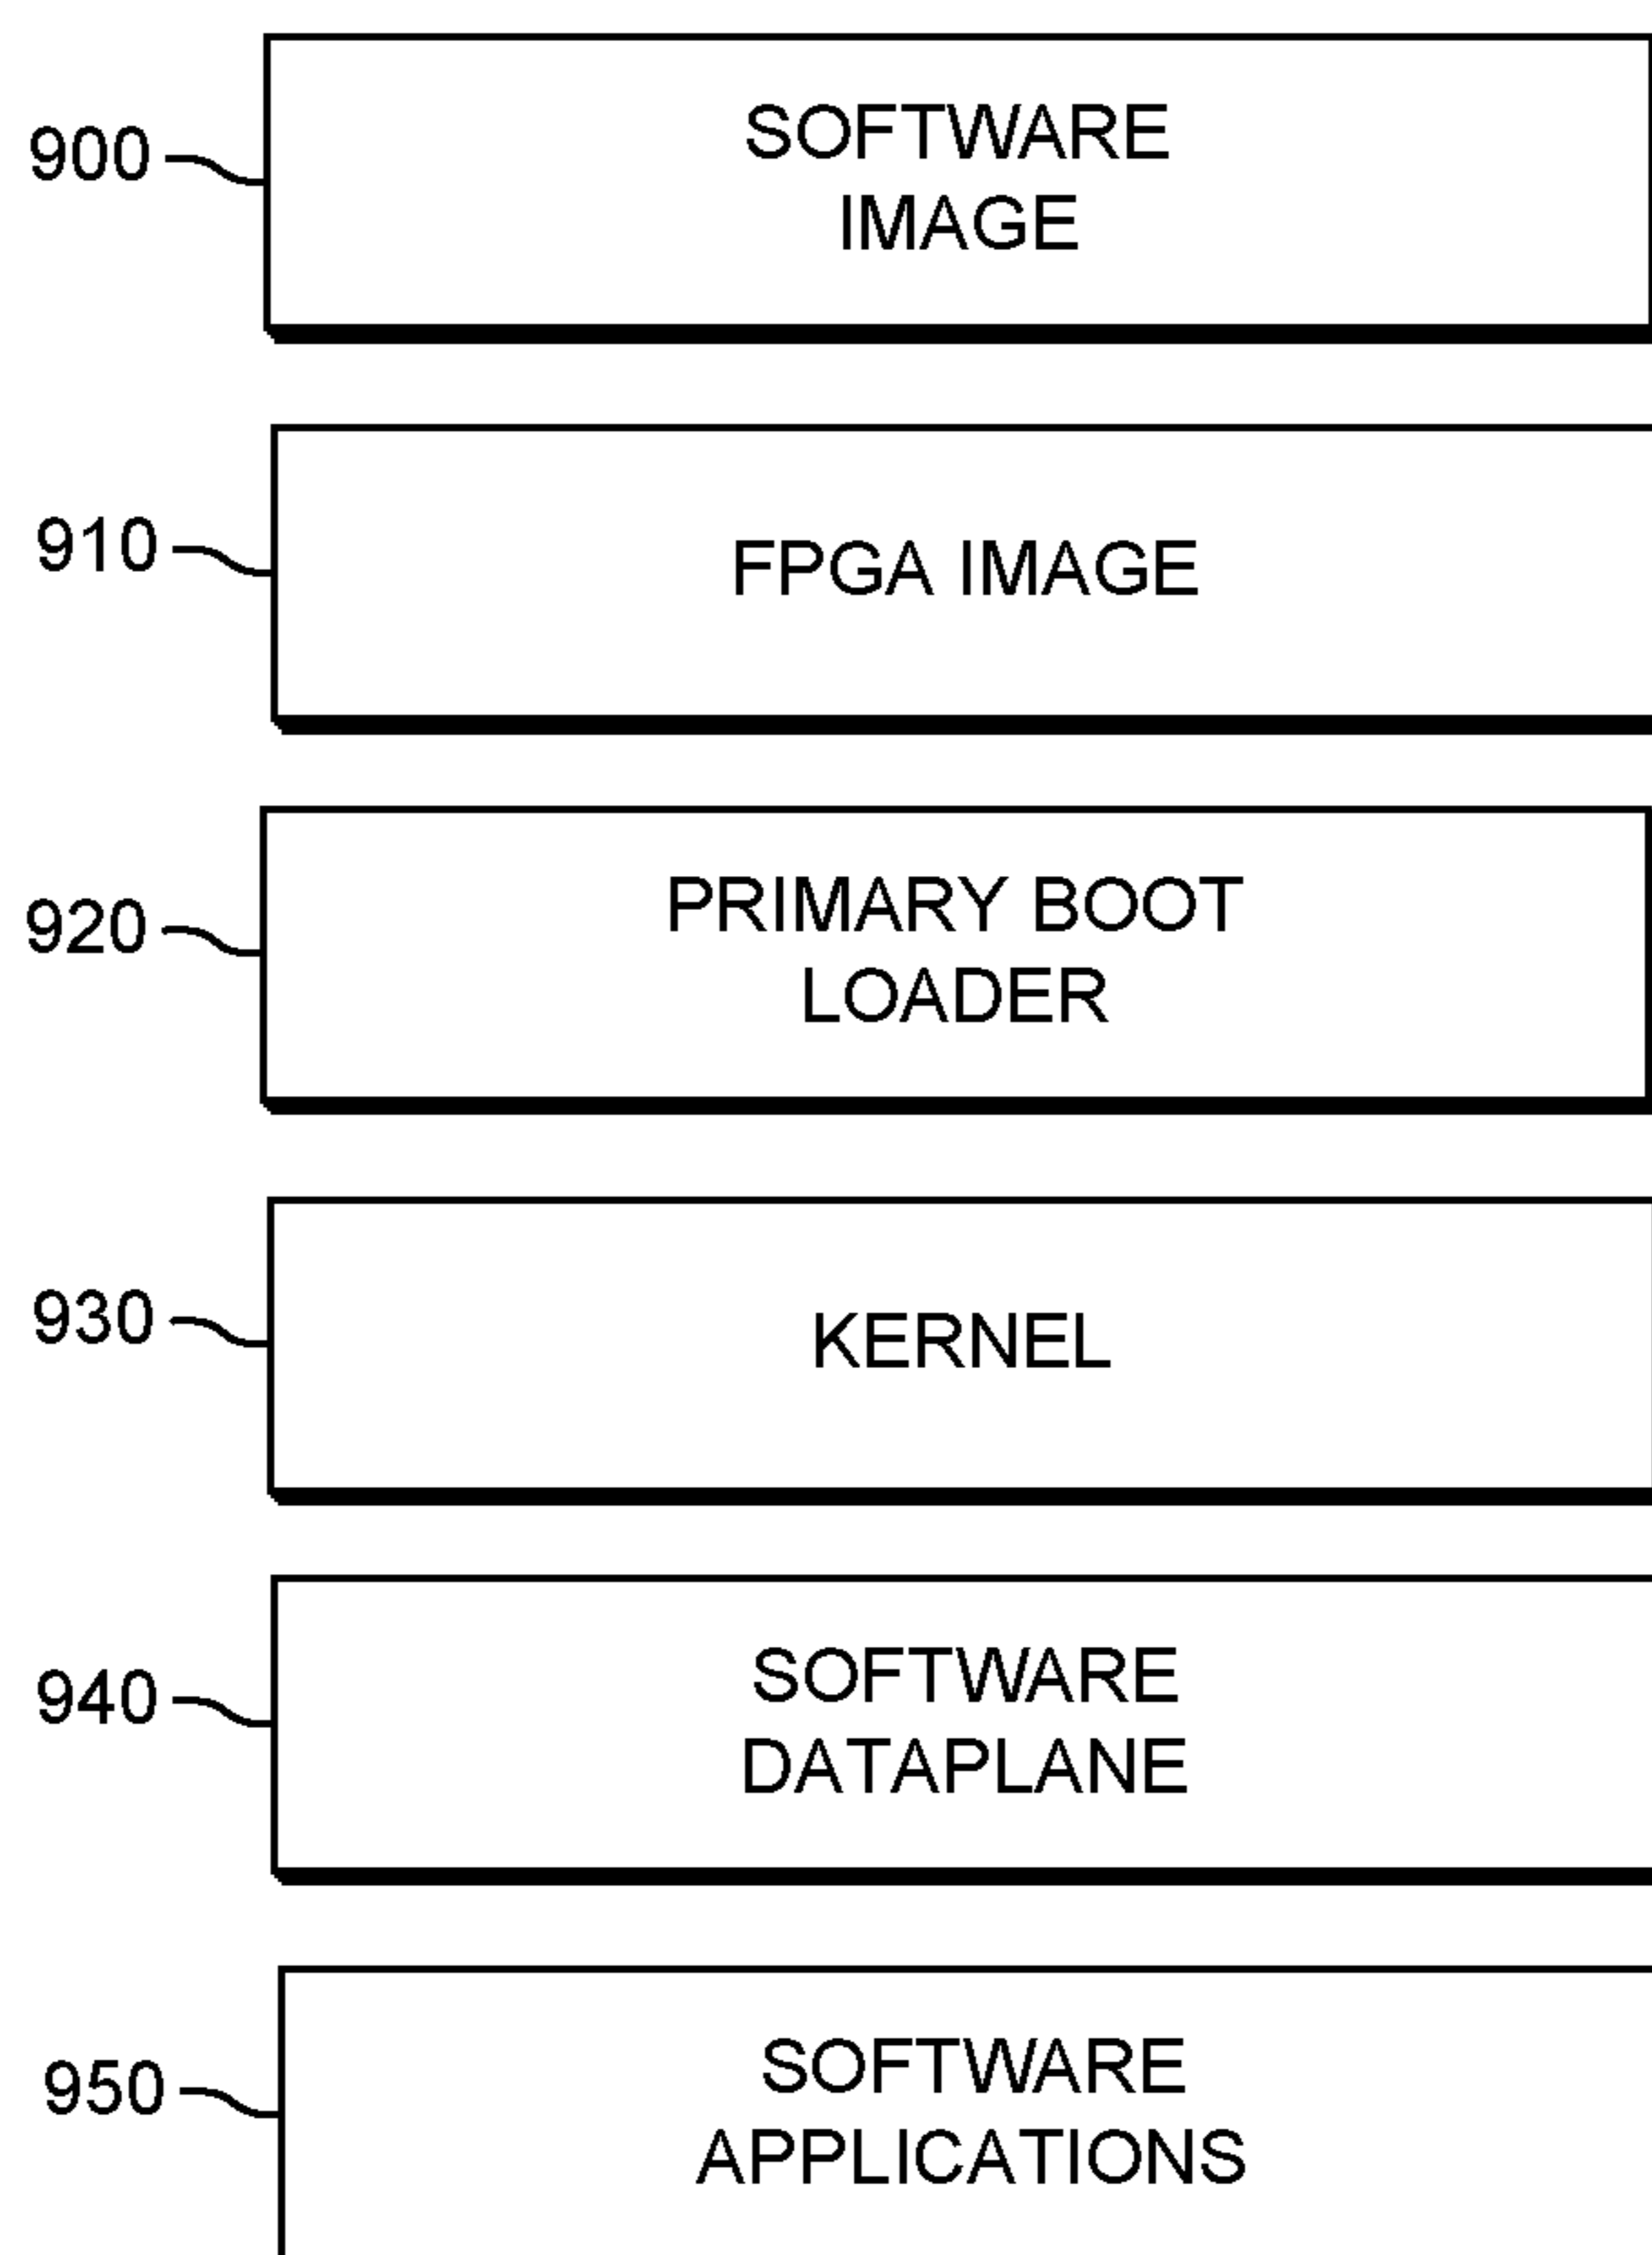 900
SOFTWARE
IMAGE
910
FPGA IMAGE
920
PRIMARY BOOT
LOADER
930
KERNEL
940
SOFTWARE
DATAPLANE
950
SOFTWARE
APPLICATIONS